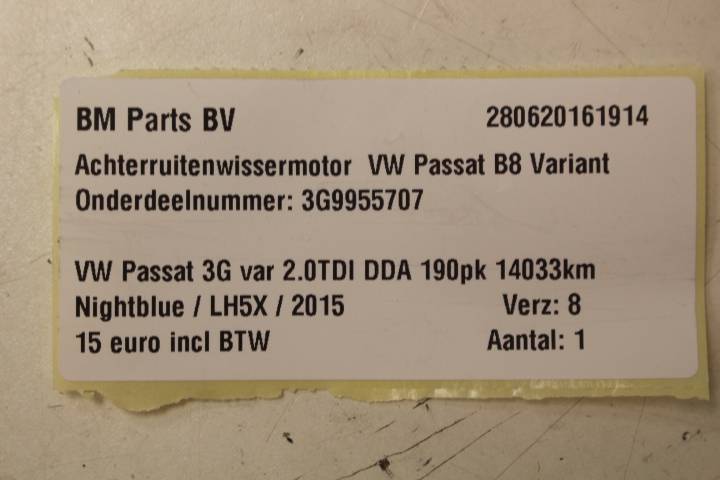 BM Parts BV 280620161914
Achterruitenwissermotor VW Passat B8 Variant
Onderdeelnummer: 3G9955707
VW Passat 3G var 2.0TDI DDA 190pk 14033km
Nightblue / LH5X / 2015 Verz: 8
15 euro incl BTW Aantal: 1